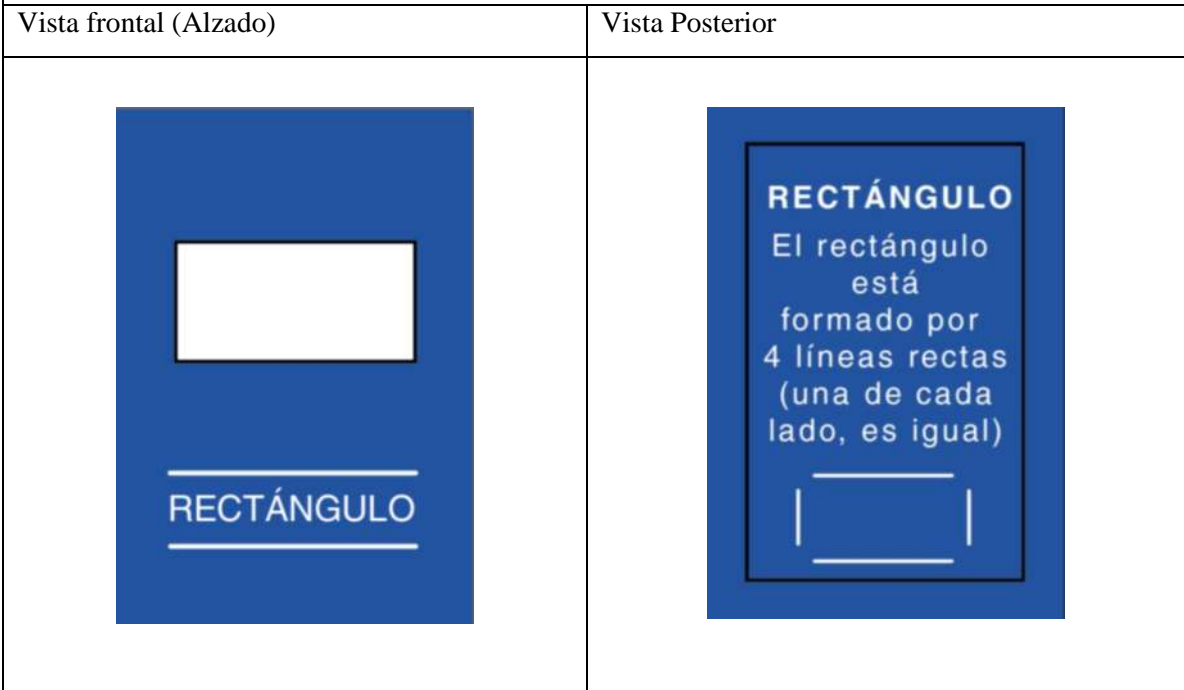 Vista frontal (Alzado)
Vista Posterior
RECTÁNGULO
RECTÁNGULO
El rectángulo
está
formado por
4 líneas rectas
(una de cada
lado, es igual)